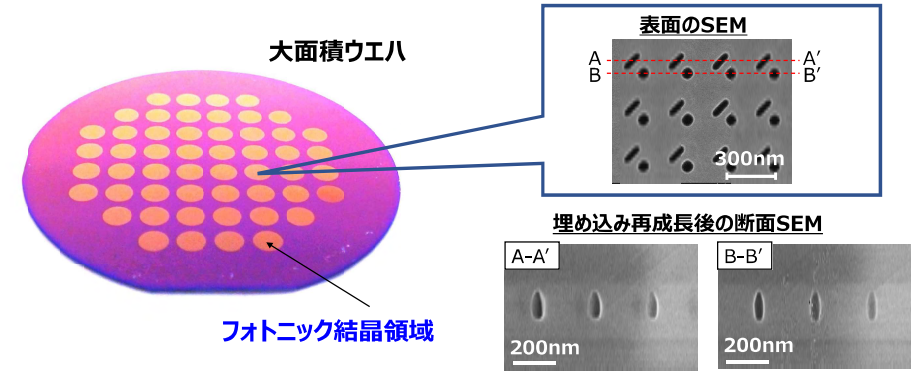 大面積ウエハ
表面のSEM
A A′
B B′
300nm
埋め込み再成長後の断面SEM
A-A′
B-B′
200nm
200nm
フォトニック結晶領域